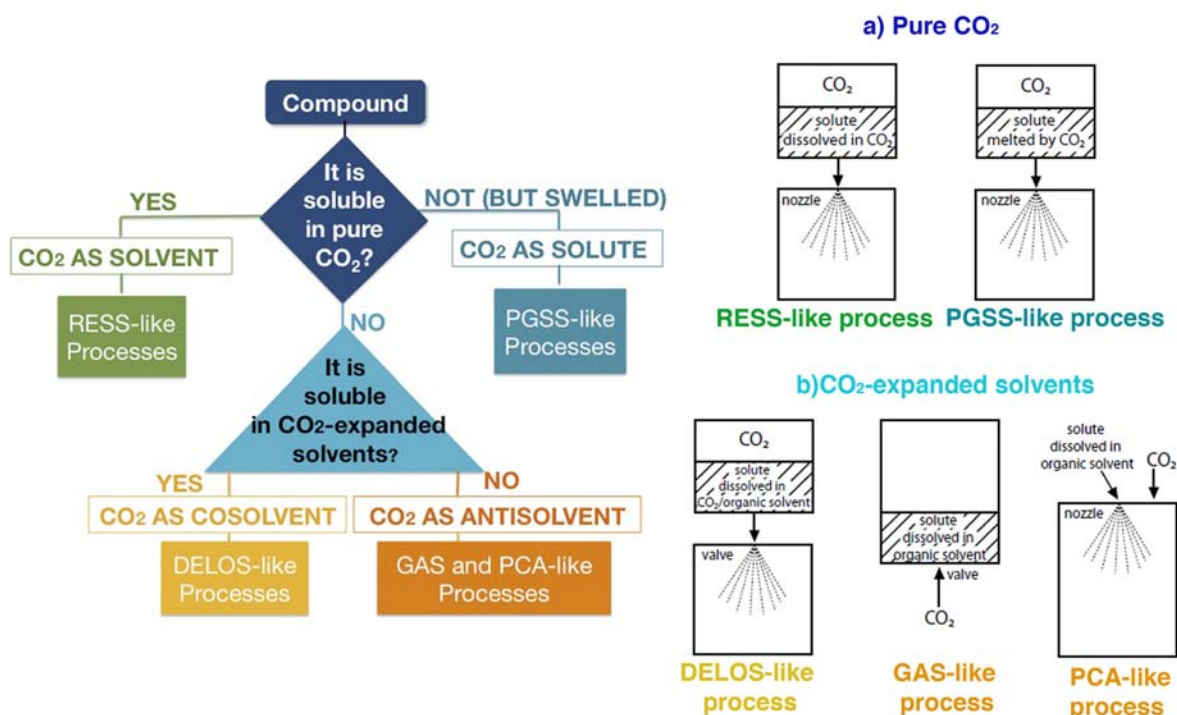 Compound
It is
soluble
in pure
CO₂?
YES
NOT (BUT SWELLED)
CO₂ AS SOLVENT
CO₂ AS SOLUTE
RESS-like
Processes
PGSS-like
Processes
NO
It is
soluble
in CO₂-expanded
solvents?
YES
NO
CO₂ AS COSOLVENT
CO₂ AS ANTISOLVENT
DELOS-like
Processes
GAS and PCA-like
Processes
a) Pure CO₂
CO₂
solute
dissolved in CO₂
nozzle
RESS-like process
CO₂
solute
melted by CO₂
nozzle
PGSS-like process
b)CO₂-expanded solvents
CO₂
solute
dissolved in
CO₂/organic solvent
valve
DELOS-like
process
solute
dissolved in
organic solvent
valve
CO₂
GAS-like
process
solute
dissolved in
organic solvent
CO₂
nozzle
PCA-like
process